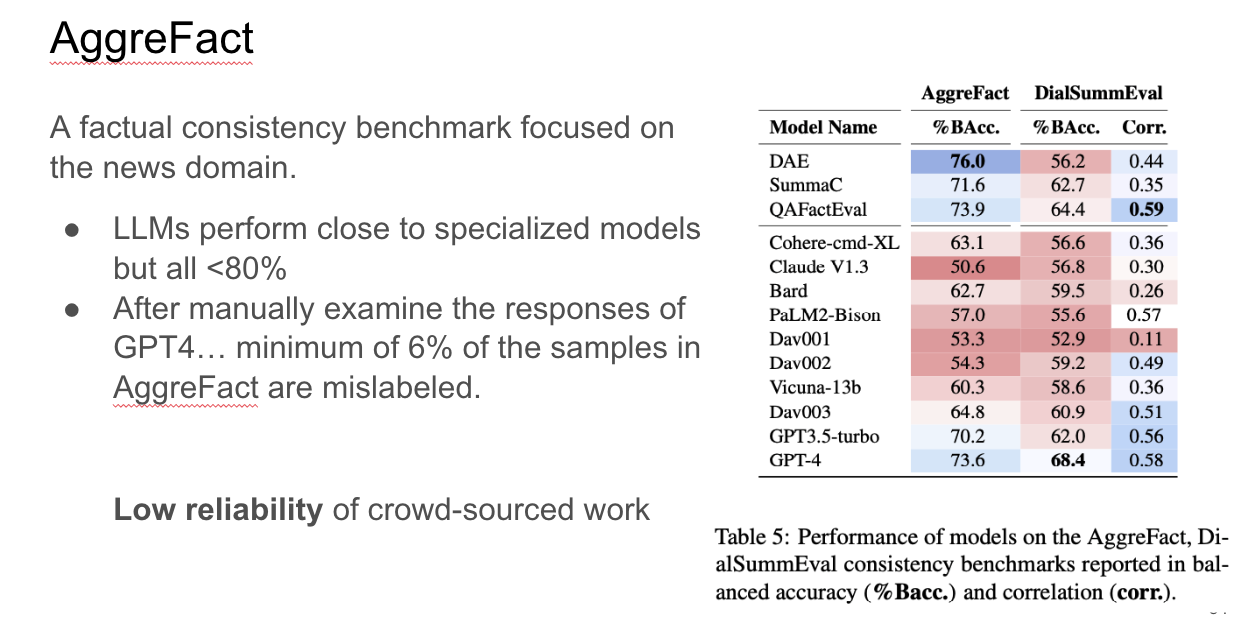 AggreFact
A factual consistency benchmark focused on
the news domain.
● LLMs perform close to specialized models
but all <80%
● After manually examine the responses of
GPT4… minimum of 6% of the samples in
AggreFact are mislabeled.
Low reliability of crowd-sourced work
AggreFact DialSummEval
Model Name %BAcc. %BAcc. Corr.
DAE 76.0 56.2 0.44
SummaC 71.6 62.7 0.35
QAFactEval 73.9 64.4 0.59
Cohere-cmd-XL 63.1 56.6 0.36
Claude V1.3 50.6 56.8 0.30
Bard 62.7 59.5 0.26
PaLM2-Bison 57.0 55.6 0.57
Dav001 53.3 52.9 0.11
Dav002 54.3 59.2 0.49
Vicuna-13b 60.3 58.6 0.36
Dav003 64.8 60.9 0.51
GPT3.5-turbo 70.2 62.0 0.56
GPT-4 73.6 68.4 0.58
Table 5: Performance of models on the AggreFact, Di-
alSummEval consistency benchmarks reported in bal-
anced accuracy (%Bacc.) and correlation (corr.).